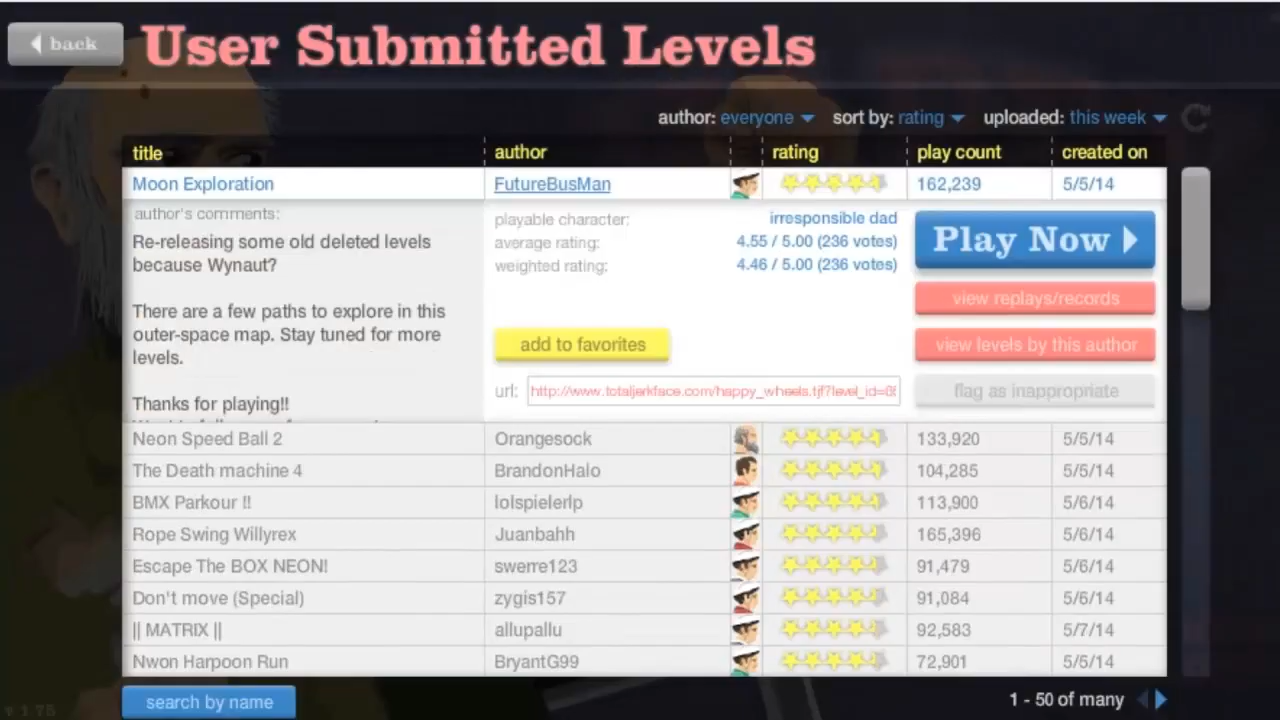 back
User Submitted Levels
author: everyone sort by: rating uploaded: this week
title author rating play count created on
Moon Exploration FutureBusMan 162,239 5/5/14
author's comments:
Re-releasing some old deleted levels
because Wynaut?
There are a few paths to explore in this
outer-space map. Stay tuned for more
levels.
Thanks for playing!!
playable character: irresponsible dad
average rating: 4.55 / 5.00 (236 votes)
weighted rating: 4.46 / 5.00 (236 votes)
add to favorites
url: http://www.totaljerkface.com/happy_wheels.tjf?level_id=
Play Now
view replays/records
view levels by this author
flag as inappropriate
Neon Speed Ball 2 Orangesock 133,920 5/5/14
The Death machine 4 BrandonHalo 104,285 5/5/14
BMX Parkour !! lolspielerlp 113,900 5/6/14
Rope Swing Willyrex Juanbahh 165,396 5/6/14
Escape The BOX NEON! swerre123 91,479 5/6/14
Don't move (Special) zygis157 91,084 5/6/14
|| MATRIX || allupallu 92,583 5/7/14
Nwon Harpoon Run BryantG99 72,901 5/5/14
search by name
1 - 50 of many
v 1.75